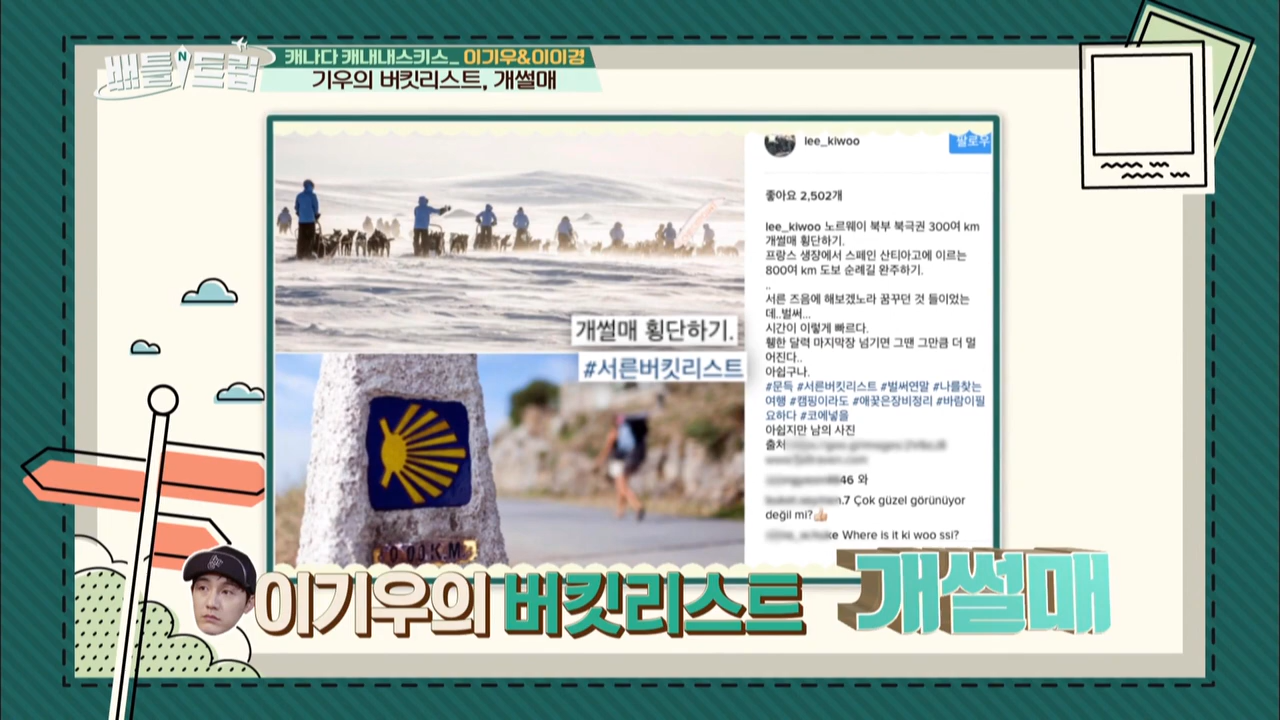 배틀 N 트립
캐나다 캐내내스키스_ 이기우&이이경
기우의 버킷리스트, 개썰매
lee_kiwoo
팔로우
좋아요 2,502개
lee_kiwoo 노르웨이 북부 북극권 300여 km
개썰매 횡단하기.
프랑스 생장에서 스페인 산티아고에 이르는
800여 km 도보 순례길 완주하기.
..
서른 즈음에 해보겠노라 꿈꾸던 것 들이었는
데..벌써...
시간이 이렇게 빠르다.
휑한 달력 마지막장 넘기면 그땐 그만큼 더 멀
어진다..
아쉽구나.
#문득 #서른버킷리스트 #벌써연말 #나를찾는
여행 #캠핑이라도 #애꿎은장비정리 #바람이필
요하다 #코에넣을
아쉽지만 남의 사진
출처
46 와
.7 Çok güzel görünüyor
değil mi?👍🏻
Where is it ki woo ssi?
개썰매 횡단하기.
#서른버킷리스트
K.M
이기우의 버킷리스트 개썰매